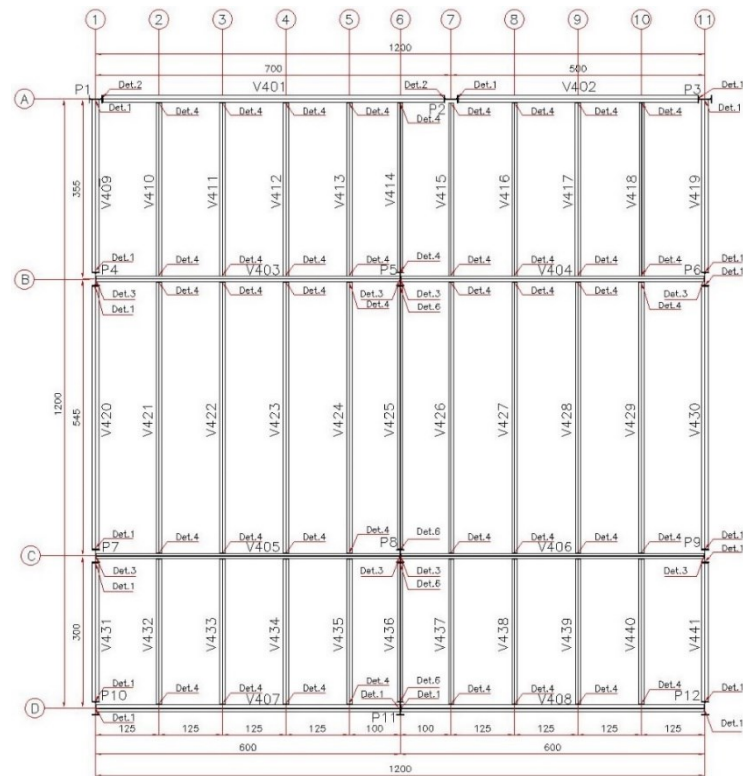 1 2 3 4 5 6 7 8 9 10 11
1200
700 500
V401 V402
P1 Det.2 Det.2 Det.1 P3 Det.1
A
Det.1 Det.4 Det.4 Det.4 Det.4 Det.4 P2 Det.4 Det.4 Det.4 Det.4 Det.1
355
V409 V410 V411 V412 V413 V414 V415 V416 V417 V418 V419
Det.1 Det.4 Det.1
P4 Det.4 Det.4 V403 Det.4 Det.4 P5 Det.4 Det.4 V404 Det.4 Det.4 P6
B
Det.1
Det.3 Det.4 Det.4 Det.4 Det.3 Det.3 Det.4 Det.4 Det.4 Det.3
Det.1 Det.4 Det.6 Det.4 Det.1
1200
545
V420 V421 V422 V423 V424 V425 V426 V427 V428 V429 V430
Det.1 Det.4 Det.6 Det.1
P7 Det.4 Det.4 V405 Det.4 P8 Det.4 Det.4 V406 Det.4 Det.4 P9 Det.1
C
Det.3 Det.3 Det.3 Det.3
Det.1 Det.6 Det.1
300
V431 V432 V433 V434 V435 V436 V437 V438 V439 V440 V441
Det.1 Det.4 Det.6 Det.4 Det.1
P10 Det.4 Det.4 V407 Det.4 Det.1 Det.1 Det.4 Det.4 V408 Det.4 P12
D
Det.1 P11 Det.1
125 125 125 125 100 100 125 125 125 125
600 600
1200